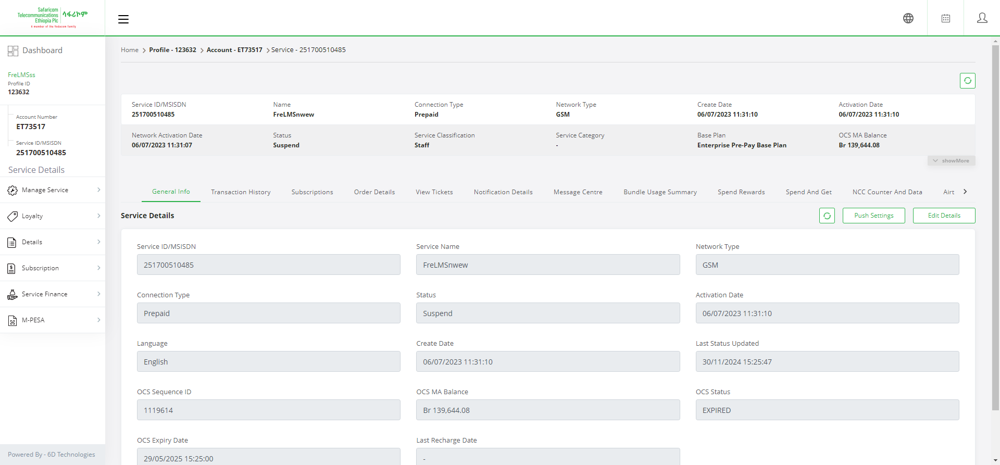 Safaricom
Telecommunications
Ethiopia Plc
ሳፋሪኮም
A member of the Vodacom family
Dashboard
FreLMSss
Profile ID
123632
Account Number
ET73517
Service ID/MSISDN
251700510485
Service Details
Manage Service
Loyalty
Details
Subscription
Service Finance
M-PESA
Powered By - 6D Technologies
Home > Profile - 123632 > Account - ET73517 > Service - 251700510485
Service ID/MSISDN Name Connection Type Network Type Create Date Activation Date
251700510485 FreLMSnwew Prepaid GSM 06/07/2023 11:31:10 06/07/2023 11:31:10
Network Activation Date Status Service Classification Service Category Base Plan OCS MA Balance
06/07/2023 11:31:07 Suspend Staff - Enterprise Pre-Pay Base Plan Br 139,644.08
showMore
General Info Transaction History Subscriptions Order Details View Tickets Notification Details Message Centre Bundle Usage Summary Spend Rewards Spend And Get NCC Counter And Data Airt
Service Details Push Settings Edit Details
Service ID/MSISDN Service Name Network Type
251700510485 FreLMSnwew GSM
Connection Type Status Activation Date
Prepaid Suspend 06/07/2023 11:31:10
Language Create Date Last Status Updated
English 06/07/2023 11:31:10 30/11/2024 15:25:47
OCS Sequence ID OCS MA Balance OCS Status
1119614 Br 139,644.08 EXPIRED
OCS Expiry Date Last Recharge Date
29/05/2025 15:25:00 -